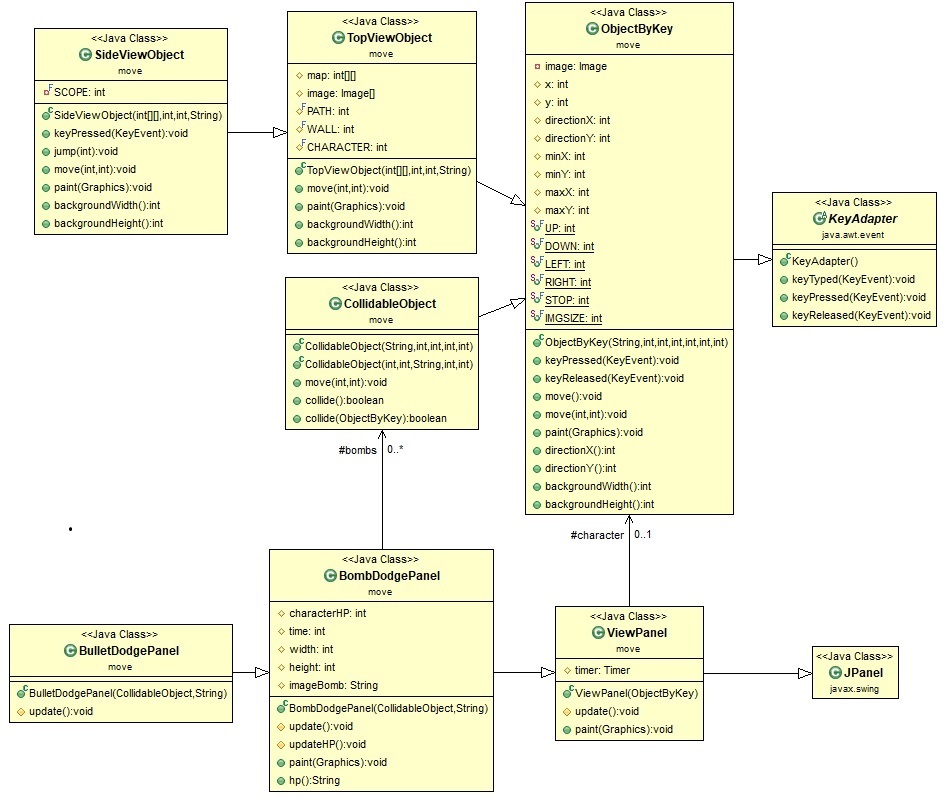 <<Java Class>>
SideViewObject
move
SCOPE: int
SideViewObject(int[][],int,int,String)
keyPressed(KeyEvent):void
jump(int):void
move(int,int):void
paint(Graphics):void
backgroundWidth():int
backgroundHeight():int
<<Java Class>>
TopViewObject
move
map: int[][]
image: Image[]
PATH: int
WALL: int
CHARACTER: int
TopViewObject(int[][],int,int,String)
move(int,int):void
paint(Graphics):void
backgroundWidth():int
backgroundHeight():int
<<Java Class>>
ObjectByKey
move
image: Image
x: int
y: int
directionX: int
directionY: int
minX: int
minY: int
maxX: int
maxY: int
UP: int
DOWN: int
LEFT: int
RIGHT: int
STOP: int
IMGSIZE: int
ObjectByKey(String,int,int,int,int,int,int)
keyPressed(KeyEvent):void
keyReleased(KeyEvent):void
move():void
move(int,int):void
paint(Graphics):void
directionX():int
directionY():int
backgroundWidth():int
backgroundHeight():int
<<Java Class>>
KeyAdapter
java.awt.event
KeyAdapter()
keyTyped(KeyEvent):void
keyPressed(KeyEvent):void
keyReleased(KeyEvent):void
<<Java Class>>
CollidableObject
move
CollidableObject(String,int,int,int,int)
CollidableObject(int,int,String,int,int)
move(int,int):void
collide():boolean
collide(ObjectByKey):boolean
#bombs 0..*
#character 0..1
<<Java Class>>
BulletDodgePanel
move
BulletDodgePanel(CollidableObject,String)
update():void
<<Java Class>>
BombDodgePanel
move
characterHP: int
time: int
width: int
height: int
imageBomb: String
BombDodgePanel(CollidableObject,String)
update():void
updateHP():void
paint(Graphics):void
hp():String
<<Java Class>>
ViewPanel
move
timer: Timer
ViewPanel(ObjectByKey)
update():void
paint(Graphics):void
<<Java Class>>
JPanel
javax.swing